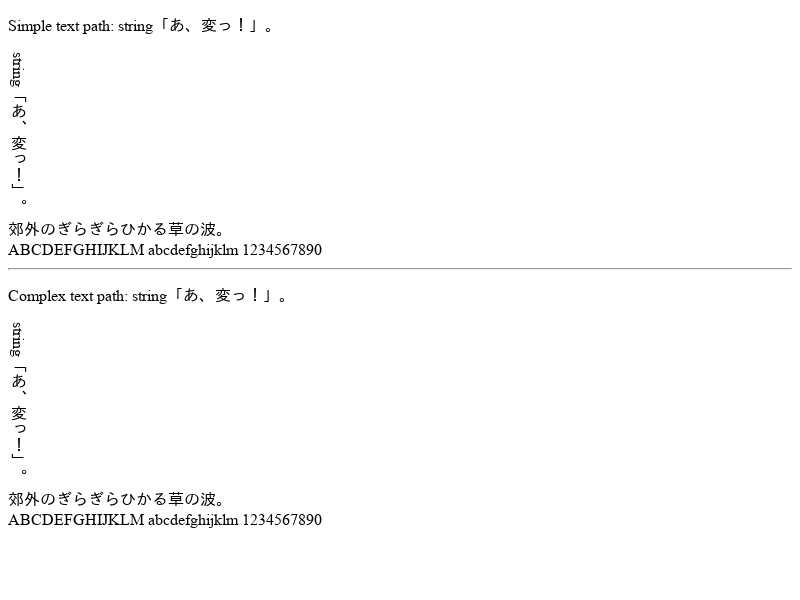 Simple text path: string「あ、変っ！」。
string「あ、変っ！」。
郊外のぎらぎらひかる草の波。
ABCDEFGHIJKLM abcdefghijklm 1234567890
Complex text path: string「あ、変っ！」。
string「あ、変っ！」。
郊外のぎらぎらひかる草の波。
ABCDEFGHIJKLM abcdefghijklm 1234567890